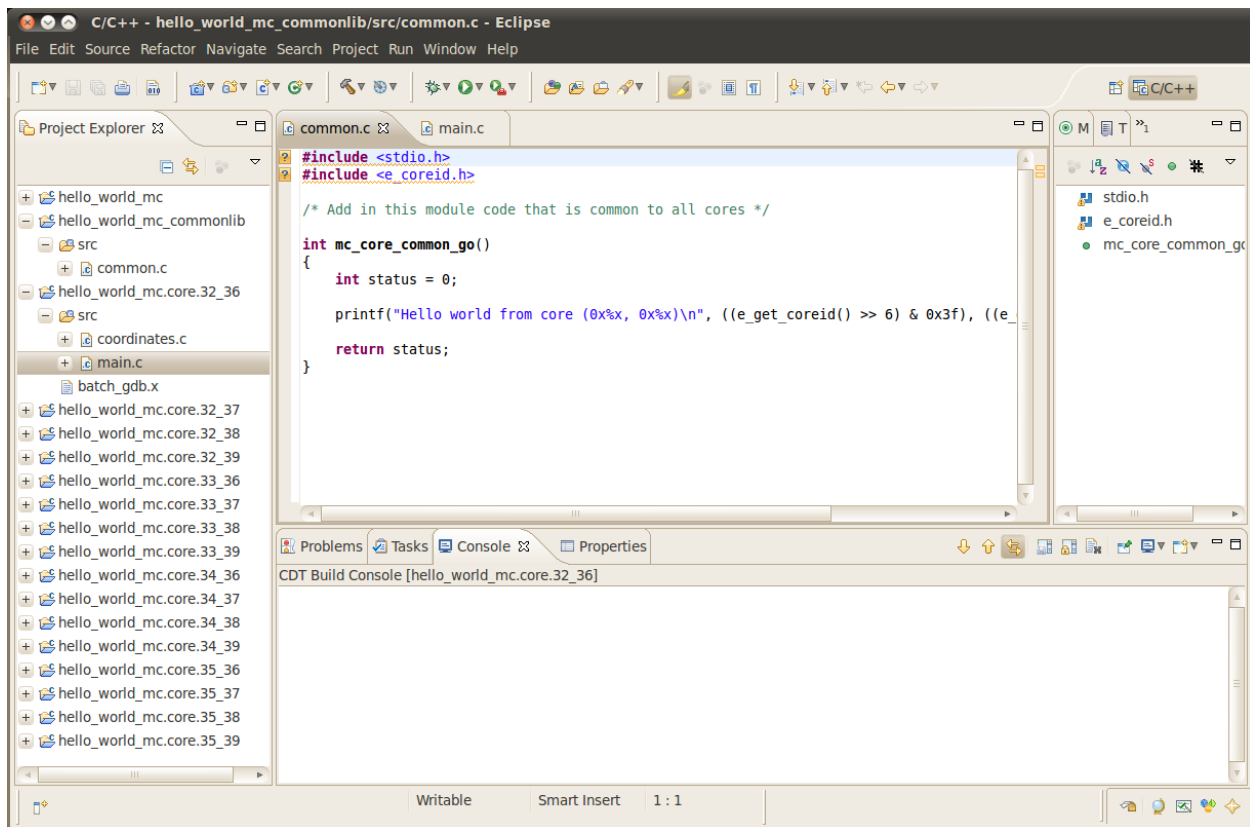 C/C++ - hello_world_mc_commonlib/src/common.c - Eclipse
File Edit Source Refactor Navigate Search Project Run Window Help
C/C++
Project Explorer
hello_world_mc
hello_world_mc_commonlib
src
common.c
hello_world_mc.core.32_36
src
coordinates.c
main.c
batch_gdb.x
hello_world_mc.core.32_37
hello_world_mc.core.32_38
hello_world_mc.core.32_39
hello_world_mc.core.33_36
hello_world_mc.core.33_37
hello_world_mc.core.33_38
hello_world_mc.core.33_39
hello_world_mc.core.34_36
hello_world_mc.core.34_37
hello_world_mc.core.34_38
hello_world_mc.core.34_39
hello_world_mc.core.35_36
hello_world_mc.core.35_37
hello_world_mc.core.35_38
hello_world_mc.core.35_39
common.c main.c
#include <stdio.h>
#include <e_coreid.h>
/* Add in this module code that is common to all cores */
int mc_core_common_go()
{
int status = 0;
printf("Hello world from core (0x%x, 0x%x)\n", ((e_get_coreid() >> 6) & 0x3f), ((e_
return status;
}
M T »1
stdio.h
e_coreid.h
mc_core_common_go
Problems Tasks Console Properties
CDT Build Console [hello_world_mc.core.32_36]
Writable Smart Insert 1 : 1